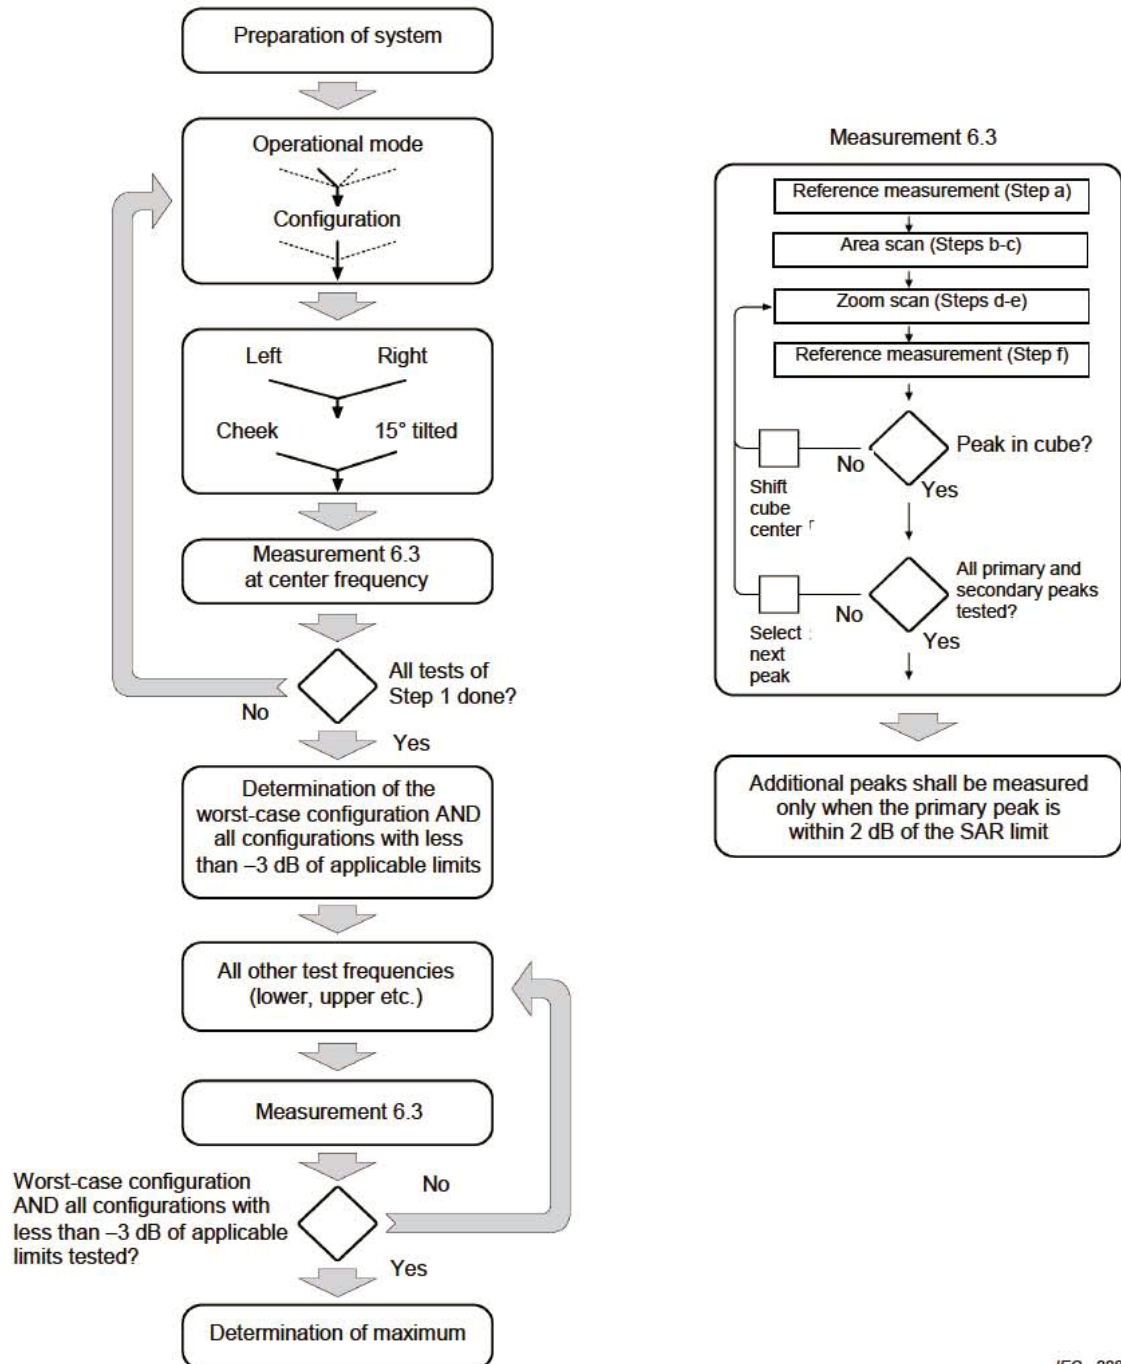 Preparation of system
Operational mode
Configuration
Left Right
Cheek 15° tilted
Measurement 6.3
at center frequency
All tests of
Step 1 done?
No
Yes
Determination of the
worst-case configuration AND
all configurations with less
than –3 dB of applicable limits
All other test frequencies
(lower, upper etc.)
Measurement 6.3
Worst-case configuration
AND all configurations with
less than –3 dB of applicable
limits tested?
No
Yes
Determination of maximum
Measurement 6.3
Reference measurement (Step a)
Area scan (Steps b-c)
Zoom scan (Steps d-e)
Reference measurement (Step f)
Peak in cube?
No
Yes
Shift
cube
center
All primary and
secondary peaks
tested?
No
Yes
Select
next
peak
Additional peaks shall be measured
only when the primary peak is
within 2 dB of the SAR limit